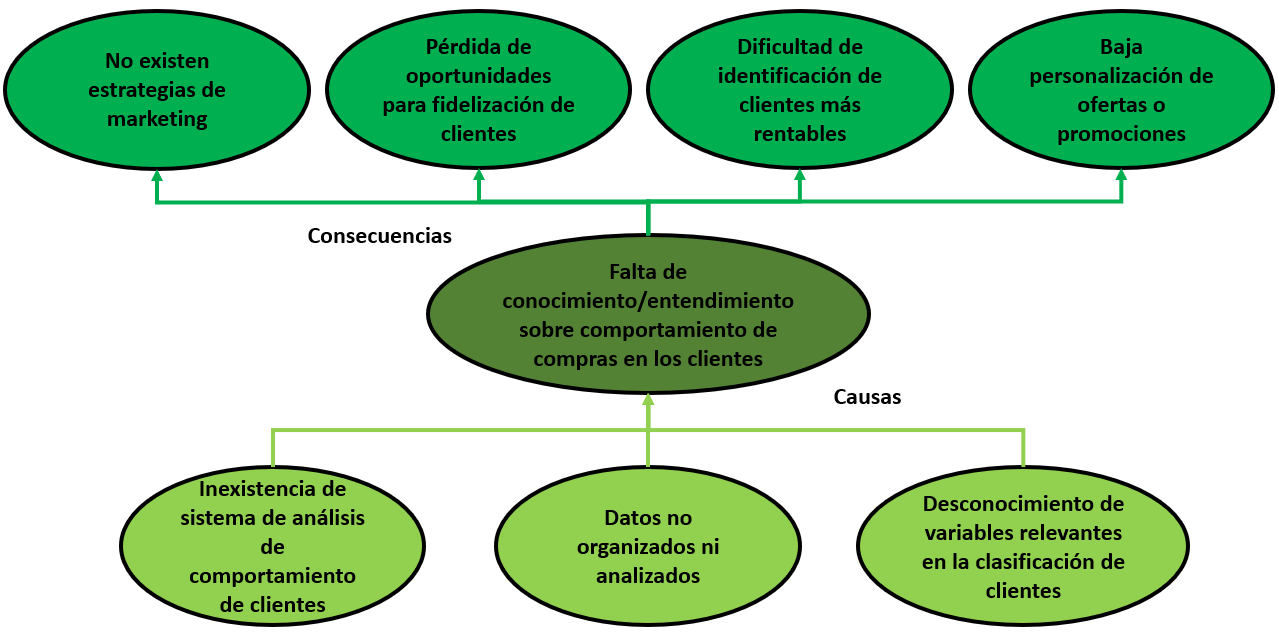 No existen
estrategias de
marketing
Pérdida de
oportunidades
para fidelización de
clientes
Dificultad de
identificación de
clientes más
rentables
Baja
personalización de
ofertas o
promociones
Consecuencias
Falta de
conocimiento/entendimiento
sobre comportamiento de
compras en los clientes
Causas
Inexistencia de
sistema de análisis
de
comportamiento
de clientes
Datos no
organizados ni
analizados
Desconocimiento de
variables relevantes
en la clasificación de
clientes